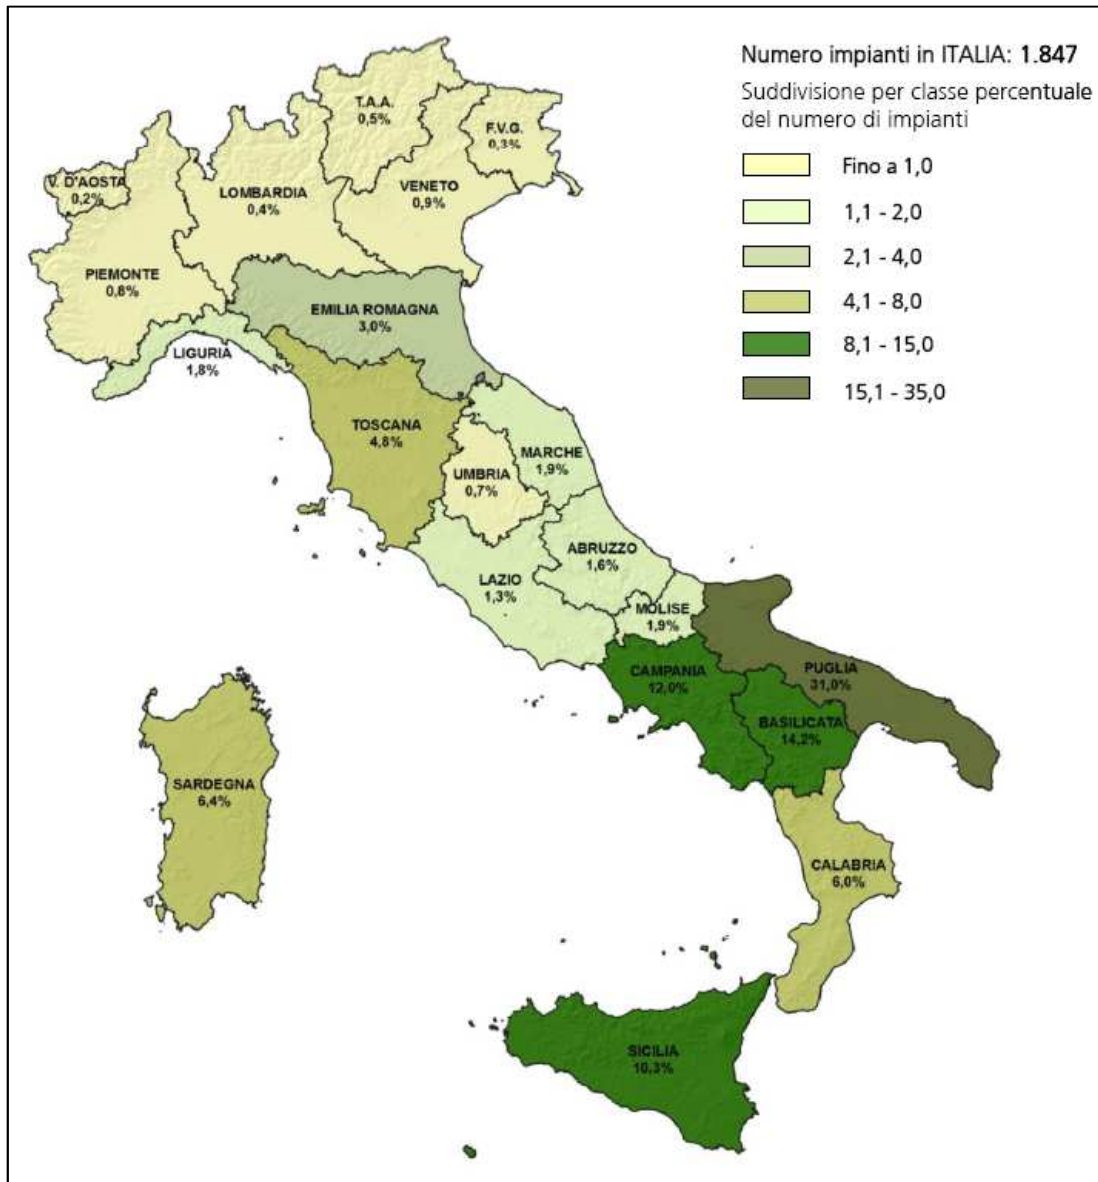 Numero impianti in ITALIA: 1.847
Suddivisione per classe percentuale
del numero di impianti
Fino a 1,0
1,1 - 2,0
2,1 - 4,0
4,1 - 8,0
8,1 - 15,0
15,1 - 35,0
T.A.A.
0,5%
F.V.G.
0,3%
V. D'AOSTA
0,2%
LOMBARDIA
0,4%
VENETO
0,9%
PIEMONTE
0,8%
EMILIA ROMAGNA
3,0%
LIGURIA
1,8%
TOSCANA
4,8%
MARCHE
1,9%
UMBRIA
0,7%
ABRUZZO
1,6%
LAZIO
1,3%
MOLISE
1,9%
CAMPANIA
12,0%
PUGLIA
31,0%
BASILICATA
14,2%
SARDEGNA
6,4%
CALABRIA
6,0%
SICILIA
10,3%